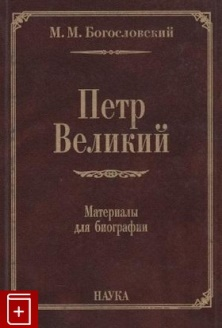 М. М. Богословский
Петр
Великий
Материалы
для биографии
НАУКА